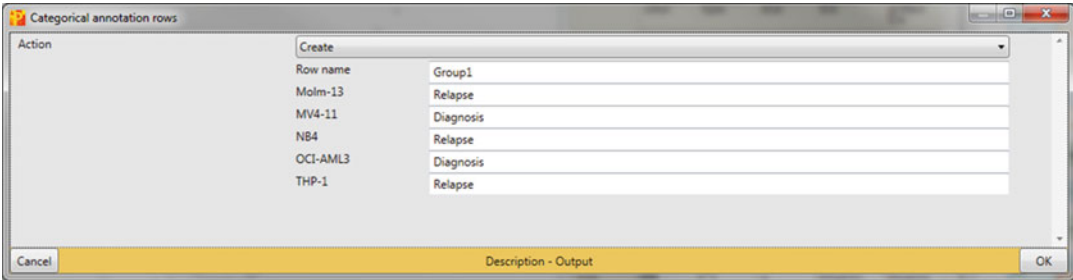 Categorical annotation rows
Action Create
Row name Group1
Molm-13 Relapse
MV4-11 Diagnosis
NB4 Relapse
OCI-AML3 Diagnosis
THP-1 Relapse
Cancel Description - Output OK